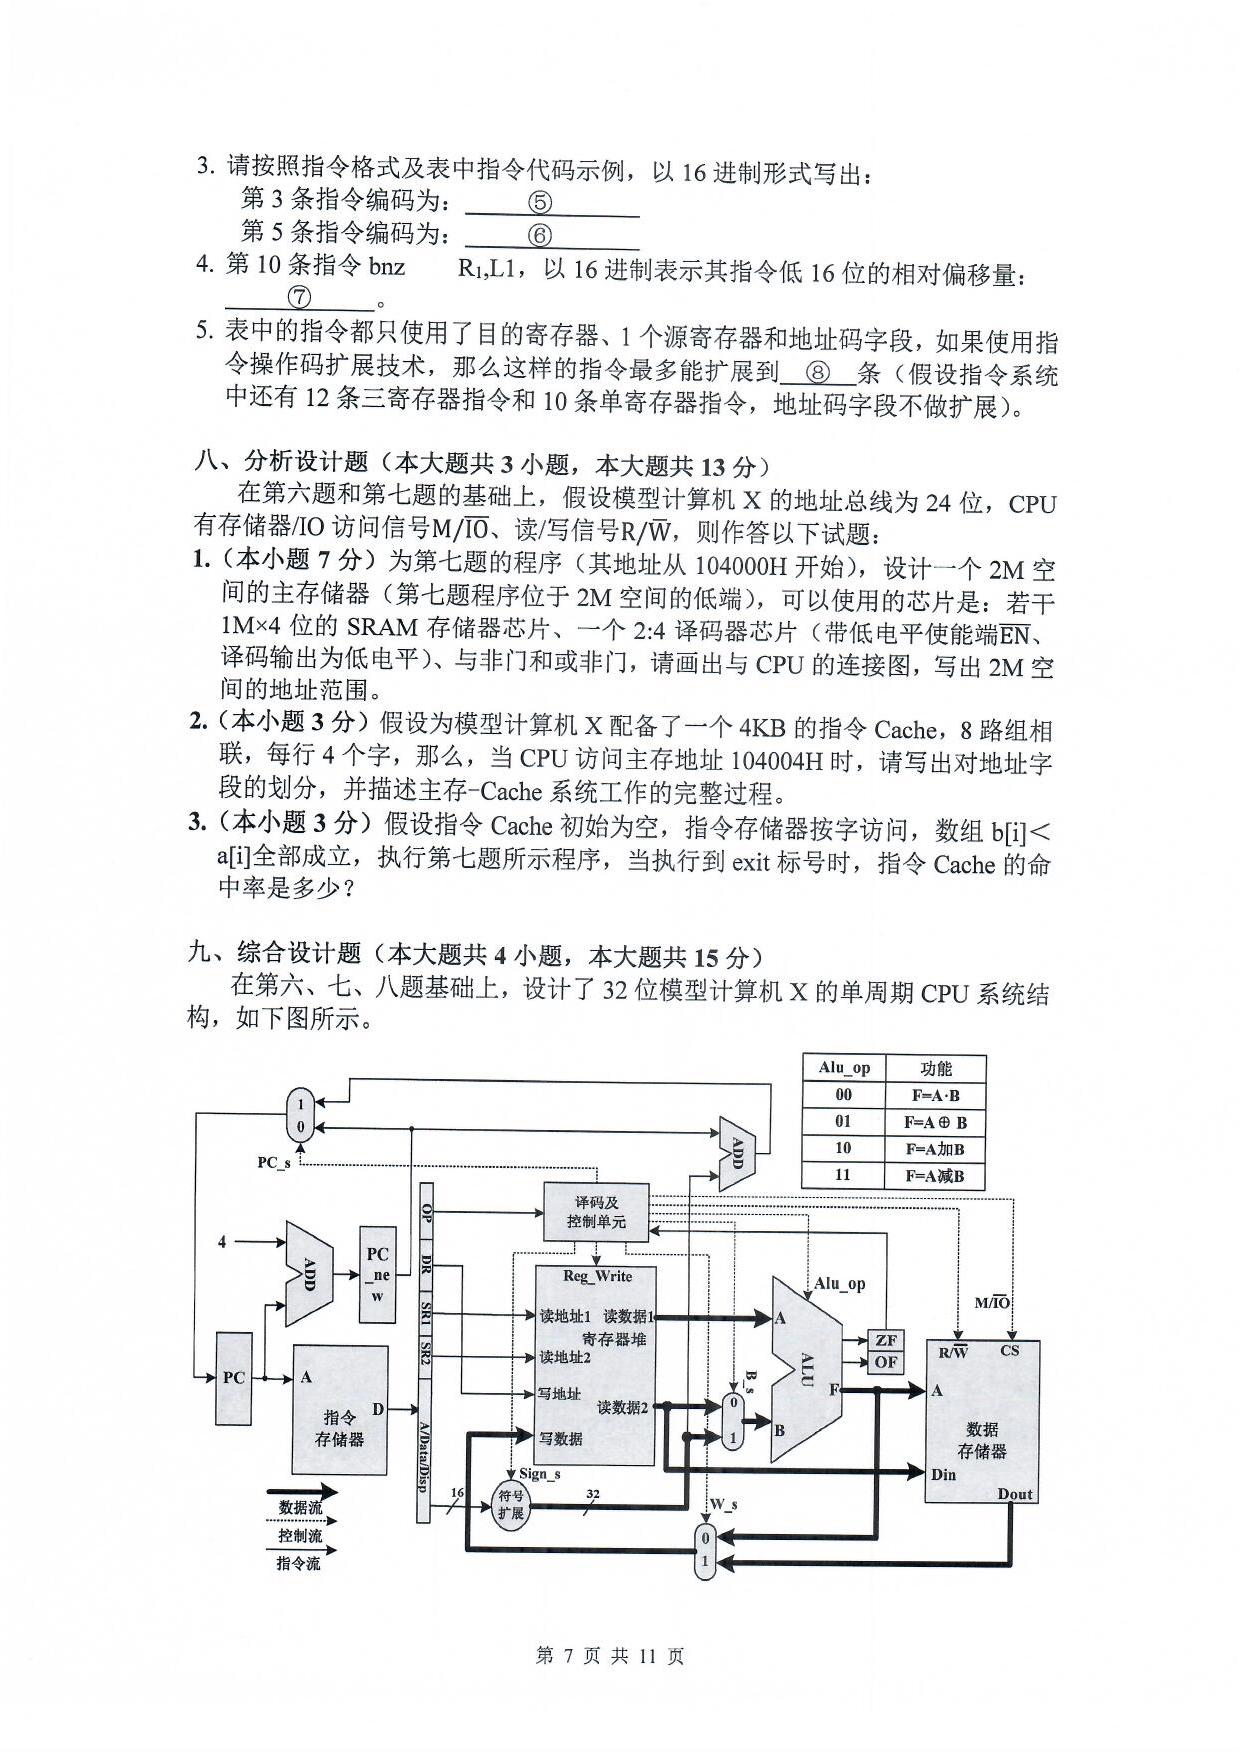 3. 请按照指令格式及表中指令代码示例，以 16 进制形式写出：
第 3 条指令编码为：⑤
第 5 条指令编码为：⑥
4. 第 10 条指令 bnz R₁,L1，以 16 进制表示其指令低 16 位的相对偏移量：
⑦。
5. 表中的指令都只使用了目的寄存器、1 个源寄存器和地址码字段，如果使用指
令操作码扩展技术，那么这样的指令最多能扩展到 ⑧ 条（假设指令系统
中还有 12 条三寄存器指令和 10 条单寄存器指令，地址码字段不做扩展）。
八、分析设计题（本大题共 3 小题，本大题共 13 分）
在第六题和第七题的基础上，假设模型计算机 X 的地址总线为 24 位，CPU
有存储器/IO 访问信号M/I̅O̅、读/写信号R/W̅，则作答以下试题：
1.（本小题 7 分）为第七题的程序（其地址从 104000H 开始），设计一个 2M 空
间的主存储器（第七题程序位于 2M 空间的低端），可以使用的芯片是：若干
1M×4 位的 SRAM 存储器芯片、一个 2:4 译码器芯片（带低电平使能端E̅N̅、
译码输出为低电平）、与非门和或非门，请画出与 CPU 的连接图，写出 2M 空
间的地址范围。
2.（本小题 3 分）假设为模型计算机 X 配备了一个 4KB 的指令 Cache，8 路组相
联，每行 4 个字，那么，当 CPU 访问主存地址 104004H 时，请写出对地址字
段的划分，并描述主存-Cache 系统工作的完整过程。
3.（本小题 3 分）假设指令 Cache 初始为空，指令存储器按字访问，数组 b[i]＜
a[i]全部成立，执行第七题所示程序，当执行到 exit 标号时，指令 Cache 的命
中率是多少？
九、综合设计题（本大题共 4 小题，本大题共 15 分）
在第六、七、八题基础上，设计了 32 位模型计算机 X 的单周期 CPU 系统结
构，如下图所示。
Alu_op 功能
00 F=A·B
01 F=A⊕B
10 F=A加B
11 F=A减B
1
0
PC_s
ADD
译码及
控制单元
4
ADD
PC
_ne
w
OP
DR
SR1
SR2
A/Data/Disp
Reg_Write
读地址1 读数据1
寄存器堆
读地址2
写地址
读数据2
写数据
Alu_op
A
ALU
F
B
ZF
OF
B_s
0
1
M/I̅O̅
R/W̅ CS
A
数据
存储器
Din
Dout
PC
A
D
指令
存储器
Sign_s
符号
扩展
16
32
W_s
0
1
数据流
控制流
指令流
第 7 页 共 11 页